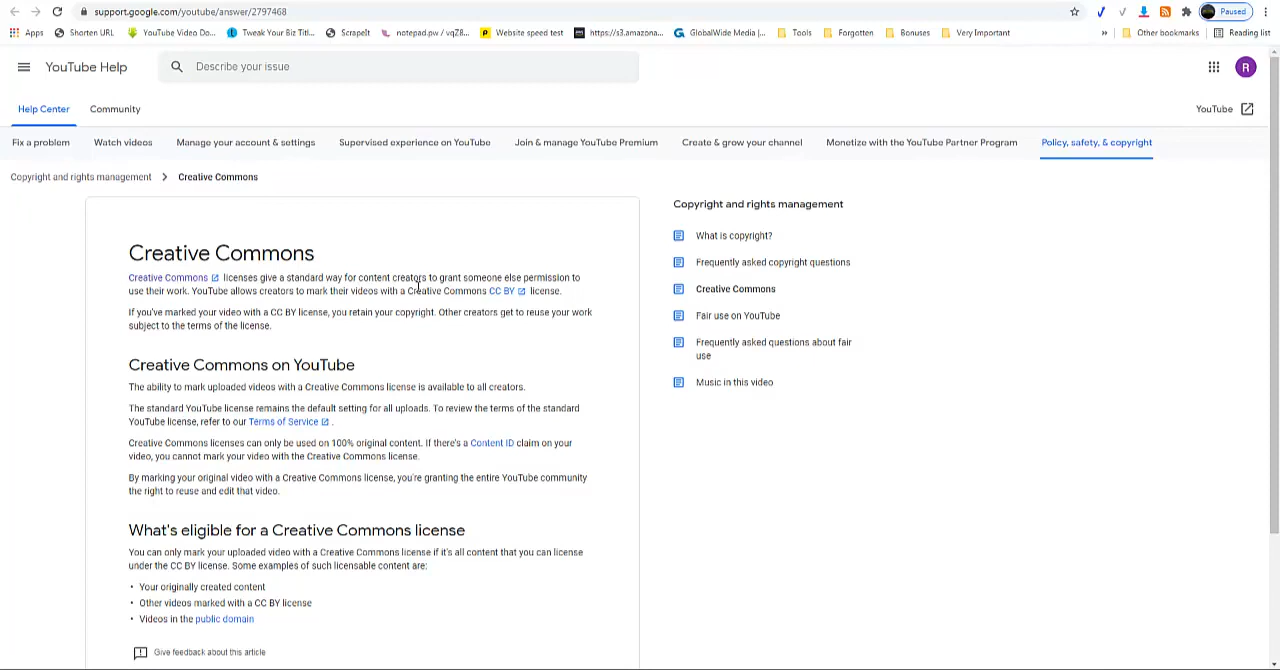 support.google.com/youtube/answer/2797468
Paused
Apps
Shorten URL
YouTube Video Do...
Tweak Your Biz Titl...
ScrapeIt
notepad.pw / vqZ8...
Website speed test
https://s3.amazona...
GlobalWide Media |...
Tools
Forgotten
Bonuses
Very Important
»
Other bookmarks
Reading list
YouTube Help
Describe your issue
R
Help Center
Community
YouTube
Fix a problem
Watch videos
Manage your account & settings
Supervised experience on YouTube
Join & manage YouTube Premium
Create & grow your channel
Monetize with the YouTube Partner Program
Policy, safety, & copyright
Copyright and rights management
Creative Commons
Creative Commons
Creative Commons licenses give a standard way for content creators to grant someone else permission to
use their work. YouTube allows creators to mark their videos with a Creative Commons CC BY license.
If you've marked your video with a CC BY license, you retain your copyright. Other creators get to reuse your work
subject to the terms of the license.
Creative Commons on YouTube
The ability to mark uploaded videos with a Creative Commons license is available to all creators.
The standard YouTube license remains the default setting for all uploads. To review the terms of the standard
YouTube license, refer to our Terms of Service .
Creative Commons licenses can only be used on 100% original content. If there's a Content ID claim on your
video, you cannot mark your video with the Creative Commons license.
By marking your original video with a Creative Commons license, you're granting the entire YouTube community
the right to reuse and edit that video.
What's eligible for a Creative Commons license
You can only mark your uploaded video with a Creative Commons license if it's all content that you can license
under the CC BY license. Some examples of such licensable content are:
• Your originally created content
• Other videos marked with a CC BY license
• Videos in the public domain
Give feedback about this article
Copyright and rights management
What is copyright?
Frequently asked copyright questions
Creative Commons
Fair use on YouTube
Frequently asked questions about fair
use
Music in this video